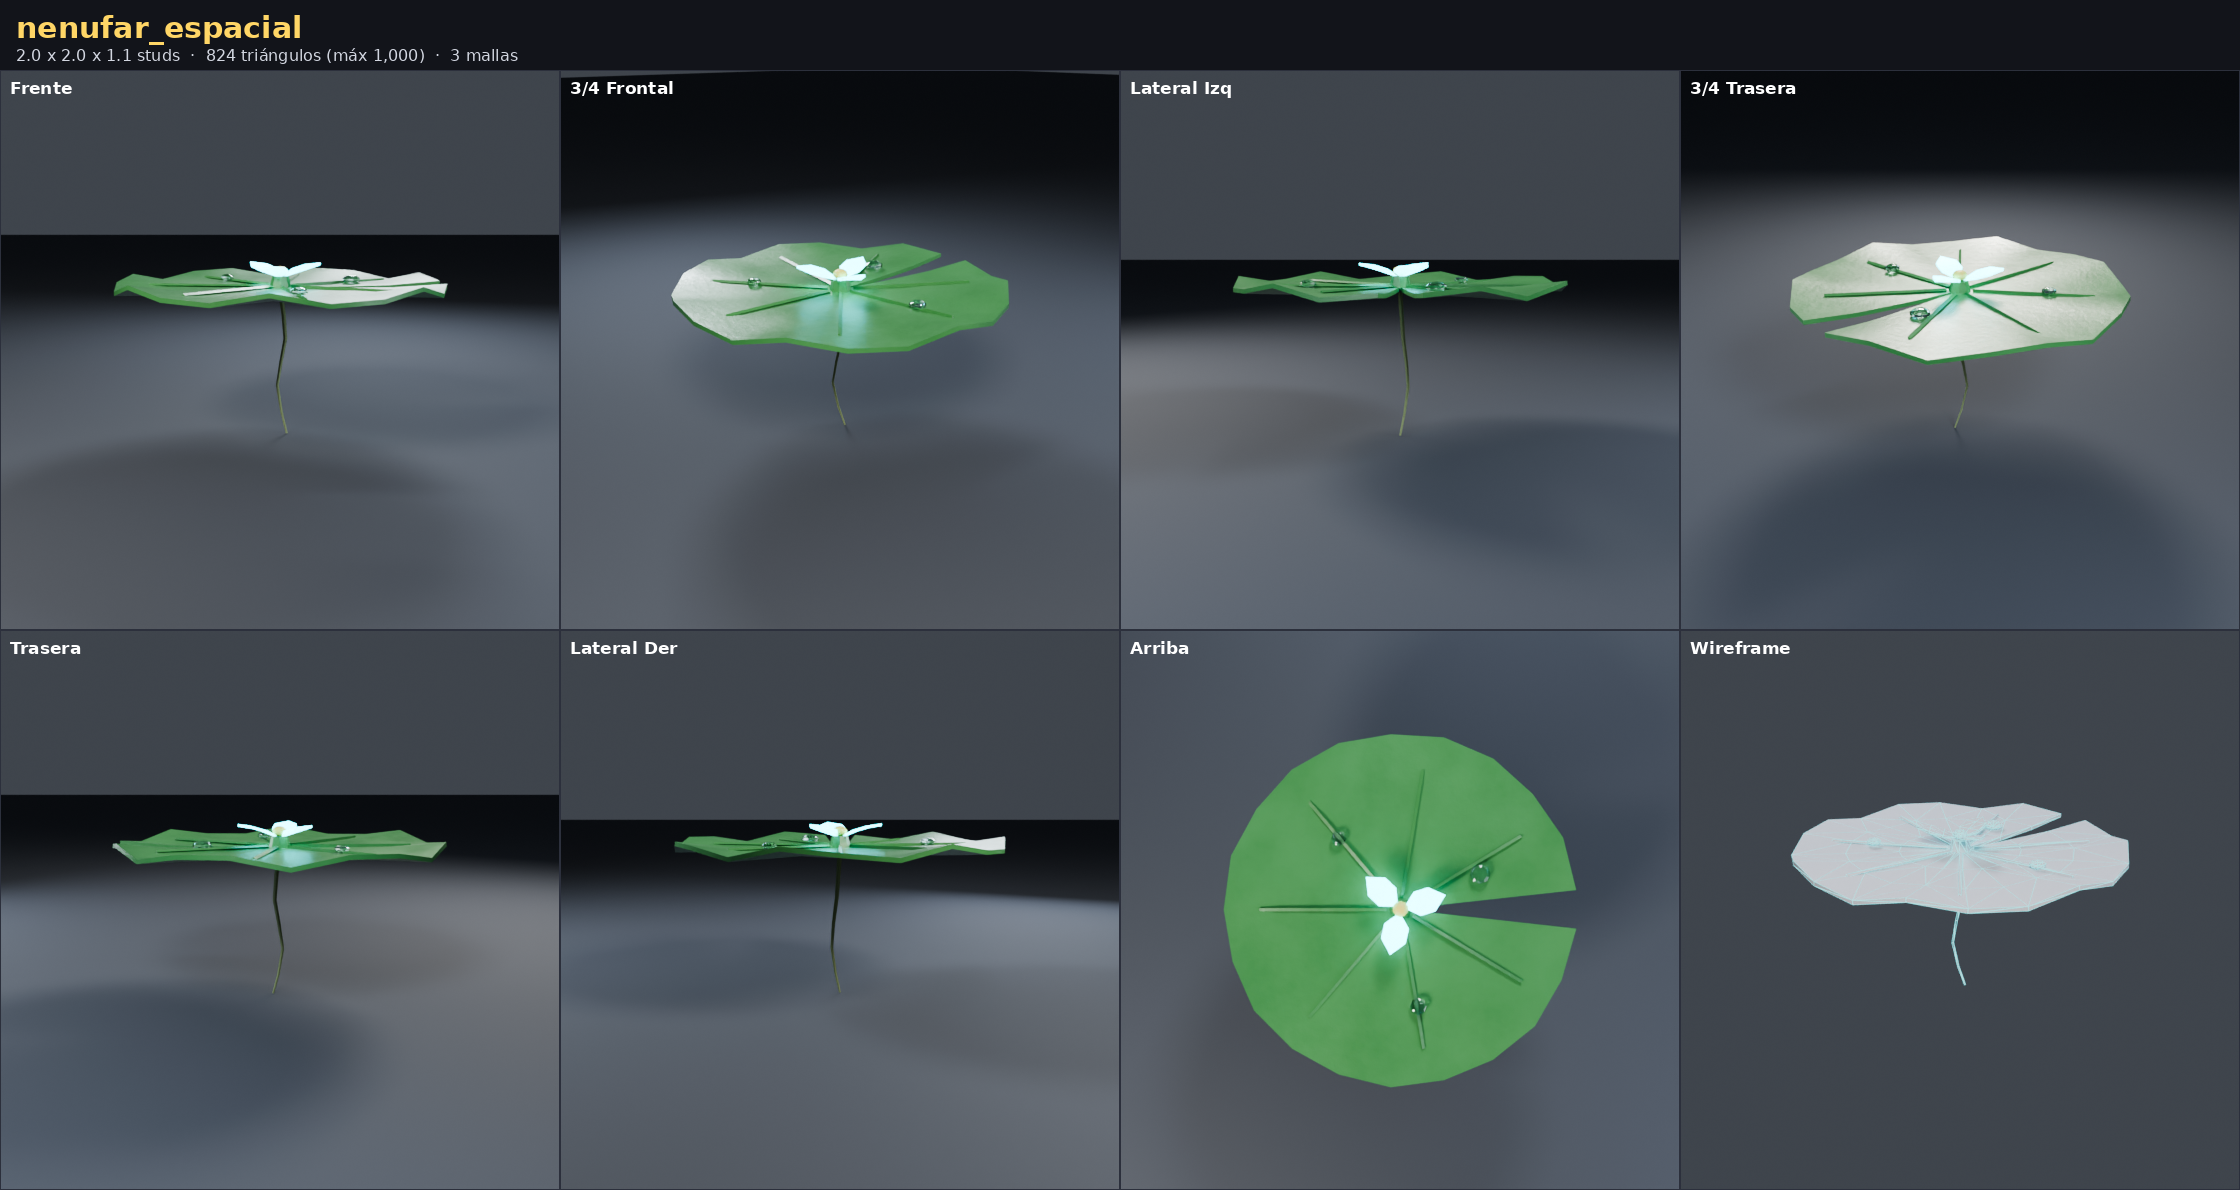 nenufar_espacial
2.0 x 2.0 x 1.1 studs · 824 triángulos (máx 1,000) · 3 mallas
Frente
3/4 Frontal
Lateral Izq
3/4 Trasera
Trasera
Lateral Der
Arriba
Wireframe